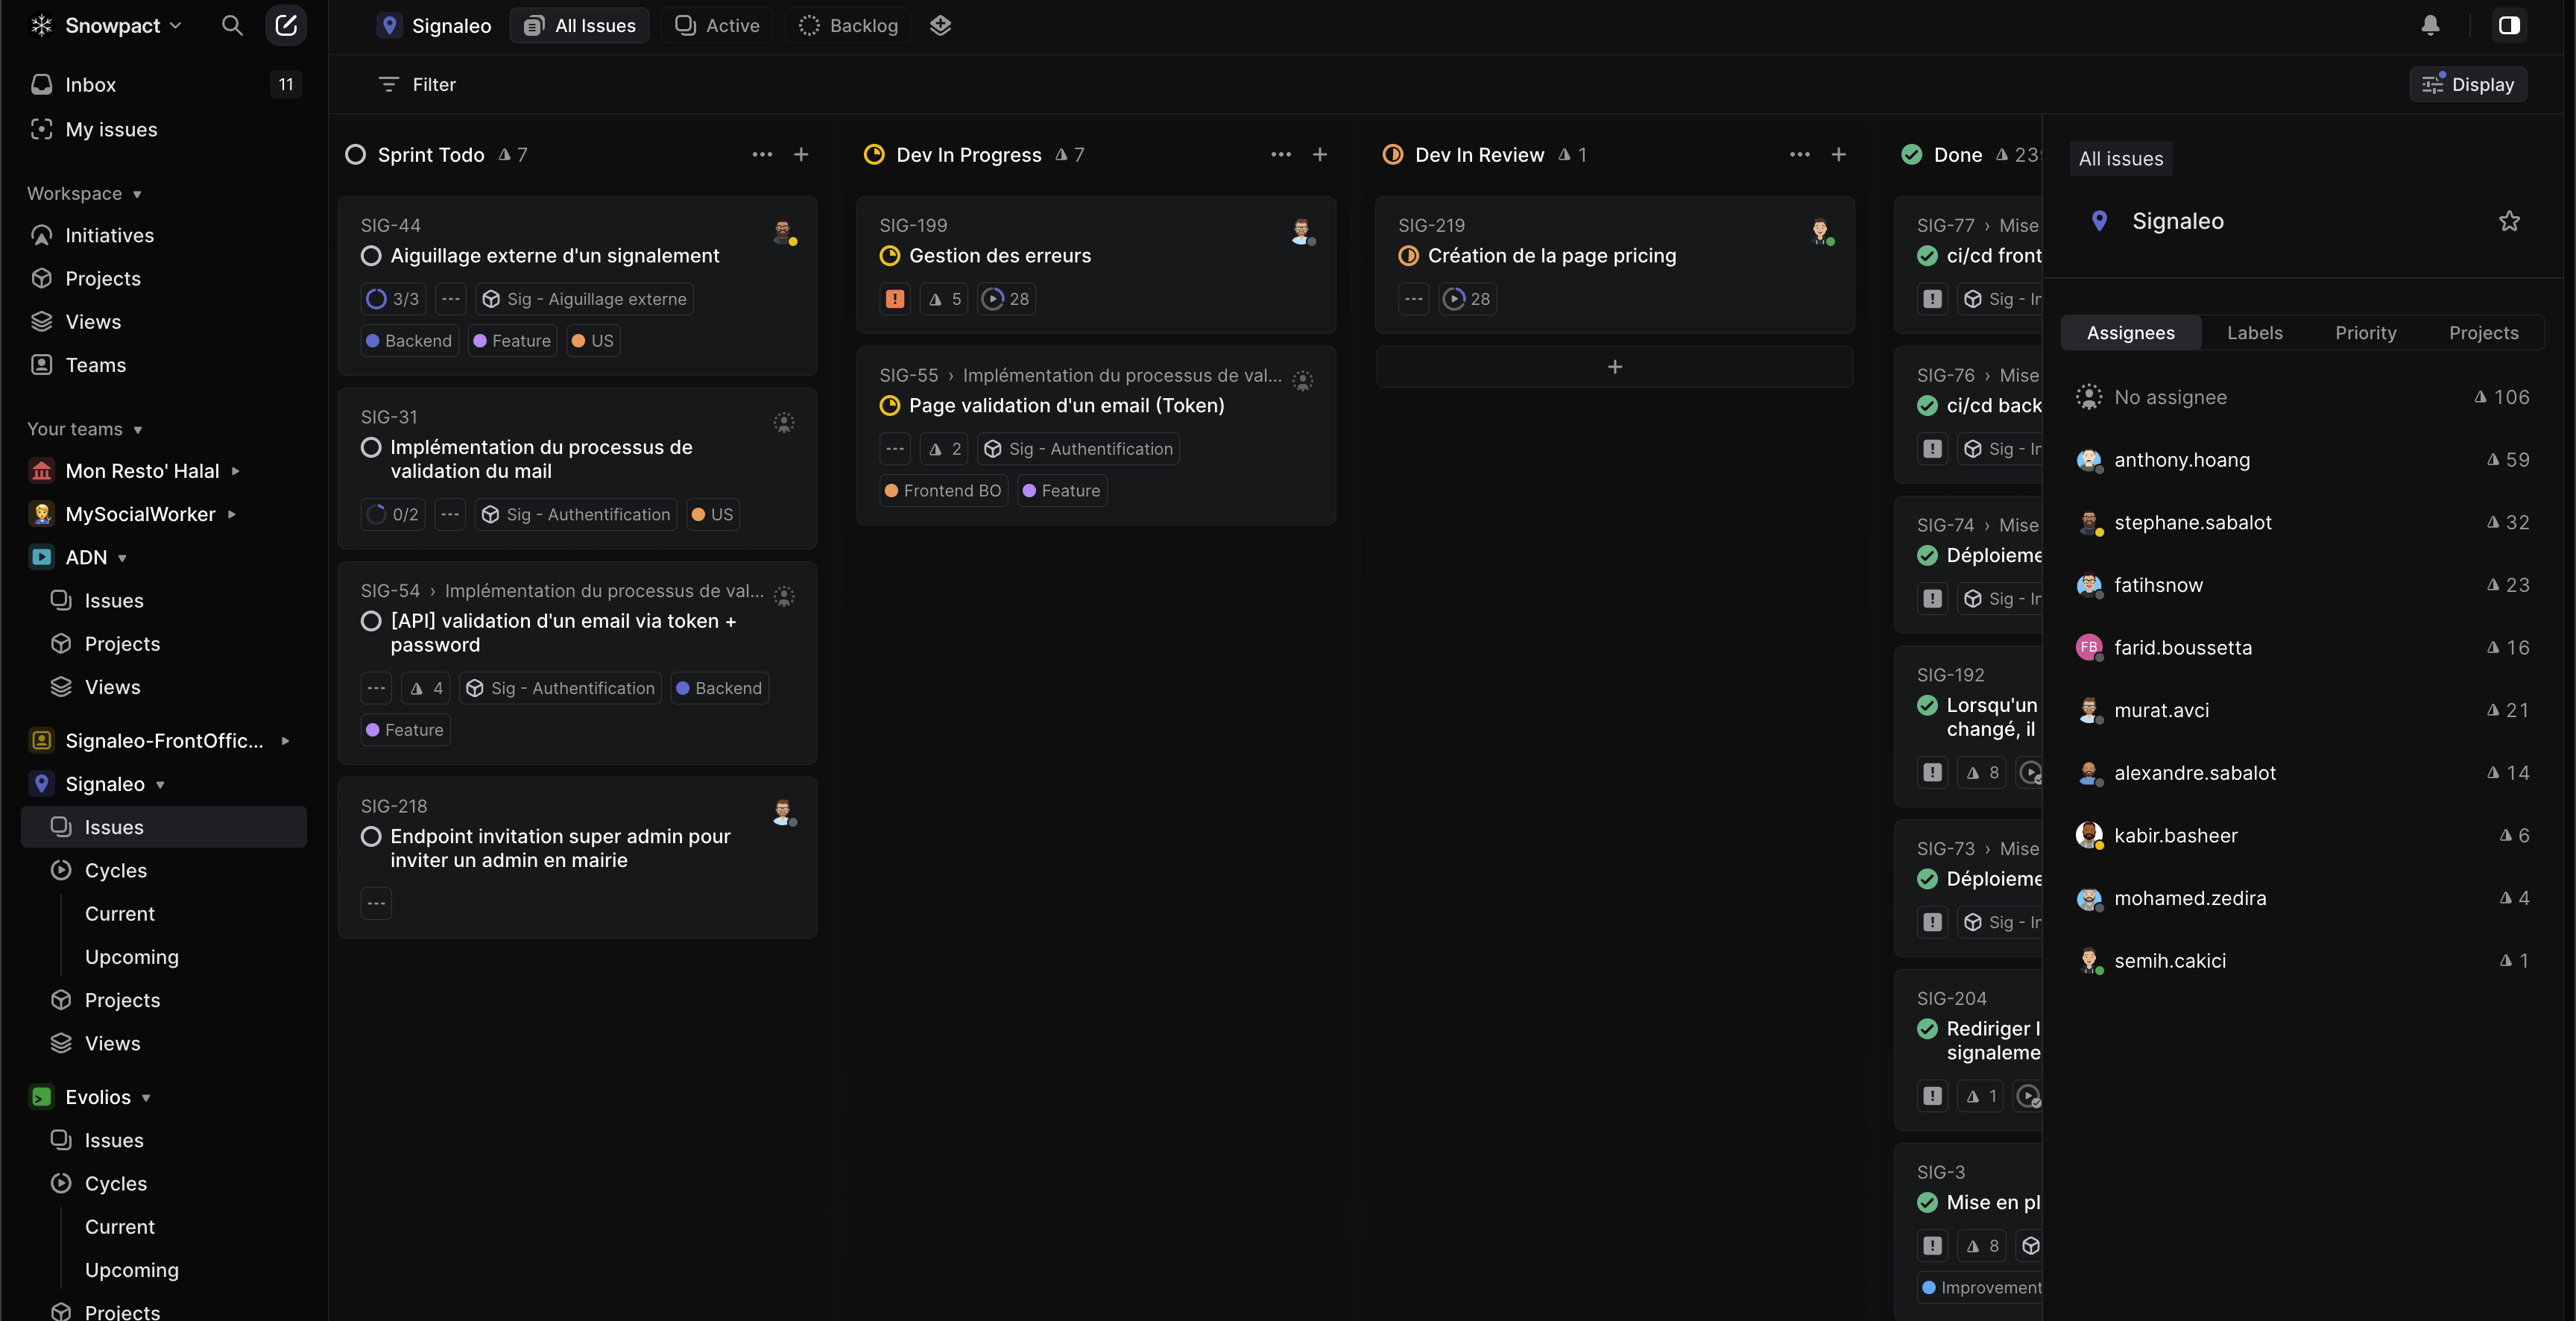 Snowpact
Inbox 11
My issues
Workspace
Initiatives
Projects
Views
Teams
Your teams
Mon Resto' Halal
MySocialWorker
ADN
Issues
Projects
Views
Signaleo-FrontOffic...
Signaleo
Issues
Cycles
Current
Upcoming
Projects
Views
Evolios
Issues
Cycles
Current
Upcoming
Projects
Signaleo All Issues Active Backlog
Filter Display
Sprint Todo 7
SIG-44
Aiguillage externe d'un signalement
3/3 --- Sig - Aiguillage externe
Backend Feature US
SIG-31
Implémentation du processus de
validation du mail
0/2 --- Sig - Authentification US
SIG-54 › Implémentation du processus de val...
[API] validation d'un email via token +
password
--- 4 Sig - Authentification Backend
Feature
SIG-218
Endpoint invitation super admin pour
inviter un admin en mairie
---
Dev In Progress 7
SIG-199
Gestion des erreurs
! 5 28
SIG-55 › Implémentation du processus de val...
Page validation d'un email (Token)
--- 2 Sig - Authentification
Frontend BO Feature
Dev In Review 1
SIG-219
Création de la page pricing
--- 28
+
Done 23
SIG-77 › Mise
ci/cd front
! Sig - In
SIG-76 › Mise
ci/cd back
! Sig - In
SIG-74 › Mise
Déploieme
! Sig - In
SIG-192
Lorsqu'un
changé, il
! 8
SIG-73 › Mise
Déploieme
! Sig - In
SIG-204
Rediriger l
signaleme
! 1
SIG-3
Mise en pl
! 8
Improvement
All issues
Signaleo
Assignees Labels Priority Projects
No assignee 106
anthony.hoang 59
stephane.sabalot 32
fatihsnow 23
FB farid.boussetta 16
murat.avci 21
alexandre.sabalot 14
kabir.basheer 6
mohamed.zedira 4
semih.cakici 1